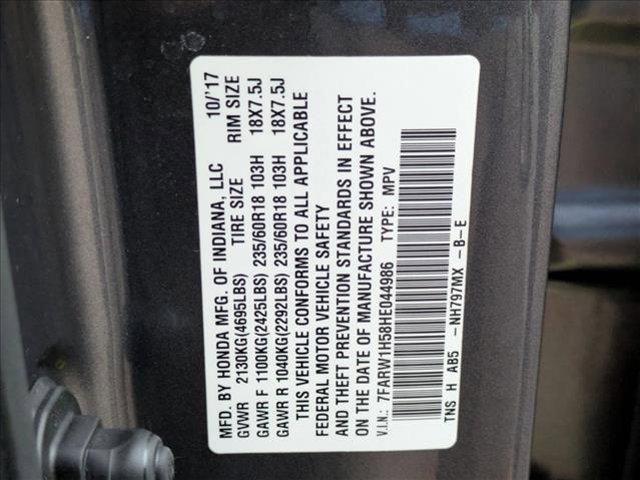 MFD. BY HONDA MFG. OF INDIANA, LLC 10/'17
GVWR 2130KG(4695LBS) TIRE SIZE RIM SIZE
GAWR F 1100KG(2425LBS) 235/60R18 103H 18X7.5J
GAWR R 1040KG(2292LBS) 235/60R18 103H 18X7.5J
THIS VEHICLE CONFORMS TO ALL APPLICABLE
FEDERAL MOTOR VEHICLE SAFETY
AND THEFT PREVENTION STANDARDS IN EFFECT
ON THE DATE OF MANUFACTURE SHOWN ABOVE.
V.I.N.: 7FARW1H58HE044986 TYPE: MPV
TNS H AB5 -NH797MX -B-E